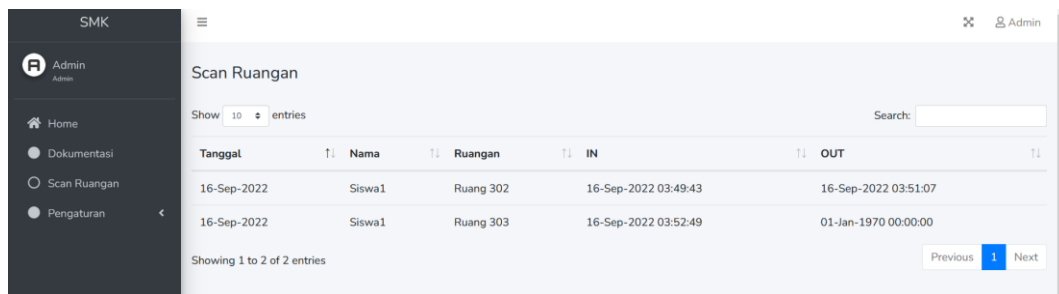 SMK
Admin
Admin
Admin
Home
Dokumentasi
Scan Ruangan
Pengaturan
Scan Ruangan
Show 10 entries
Search:
Tanggal Nama Ruangan IN OUT
16-Sep-2022 Siswa1 Ruang 302 16-Sep-2022 03:49:43 16-Sep-2022 03:51:07
16-Sep-2022 Siswa1 Ruang 303 16-Sep-2022 03:52:49 01-Jan-1970 00:00:00
Showing 1 to 2 of 2 entries
Previous 1 Next